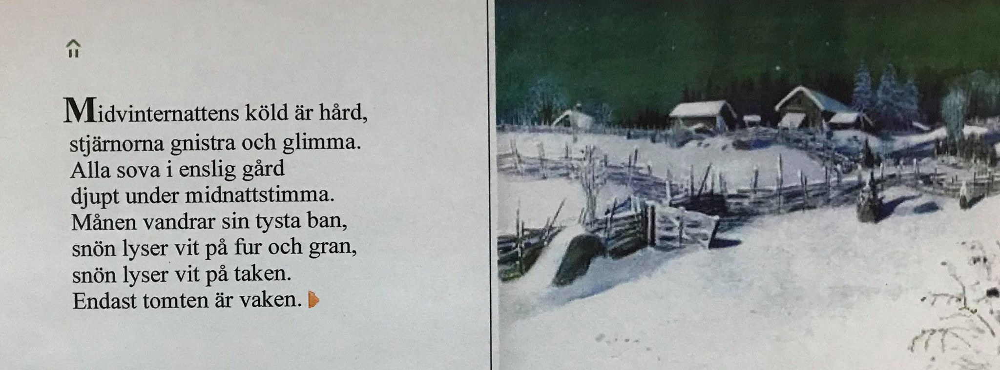 Midvinternattens köld är hård,
stjärnorna gnistra och glimma.
Alla sova i enslig gård
djupt under midnattstimma.
Månen vandrar sin tysta ban,
snön lyser vit på fur och gran,
snön lyser vit på taken.
Endast tomten är vaken.